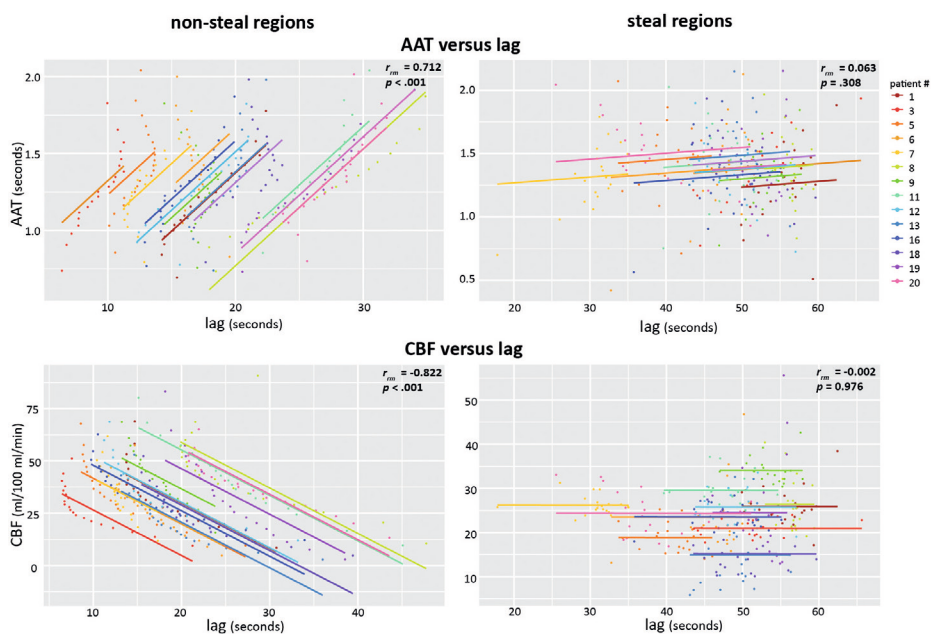 non-steal regions
steal regions
AAT versus lag
r_rm = 0.712
p < .001
2.0
1.5
1.0
AAT (seconds)
10
20
30
lag (seconds)
r_rm = 0.063
p = .308
2.0
1.5
1.0
0.5
20
30
40
50
60
lag (seconds)
patient #
1
3
5
6
7
8
9
11
12
13
16
18
19
20
CBF versus lag
r_rm = -0.822
p < .001
75
50
25
0
CBF (ml/100 ml/min)
10
20
30
40
lag (seconds)
r_rm = -0.002
p = 0.976
50
40
30
20
10
20
30
40
50
60
lag (seconds)